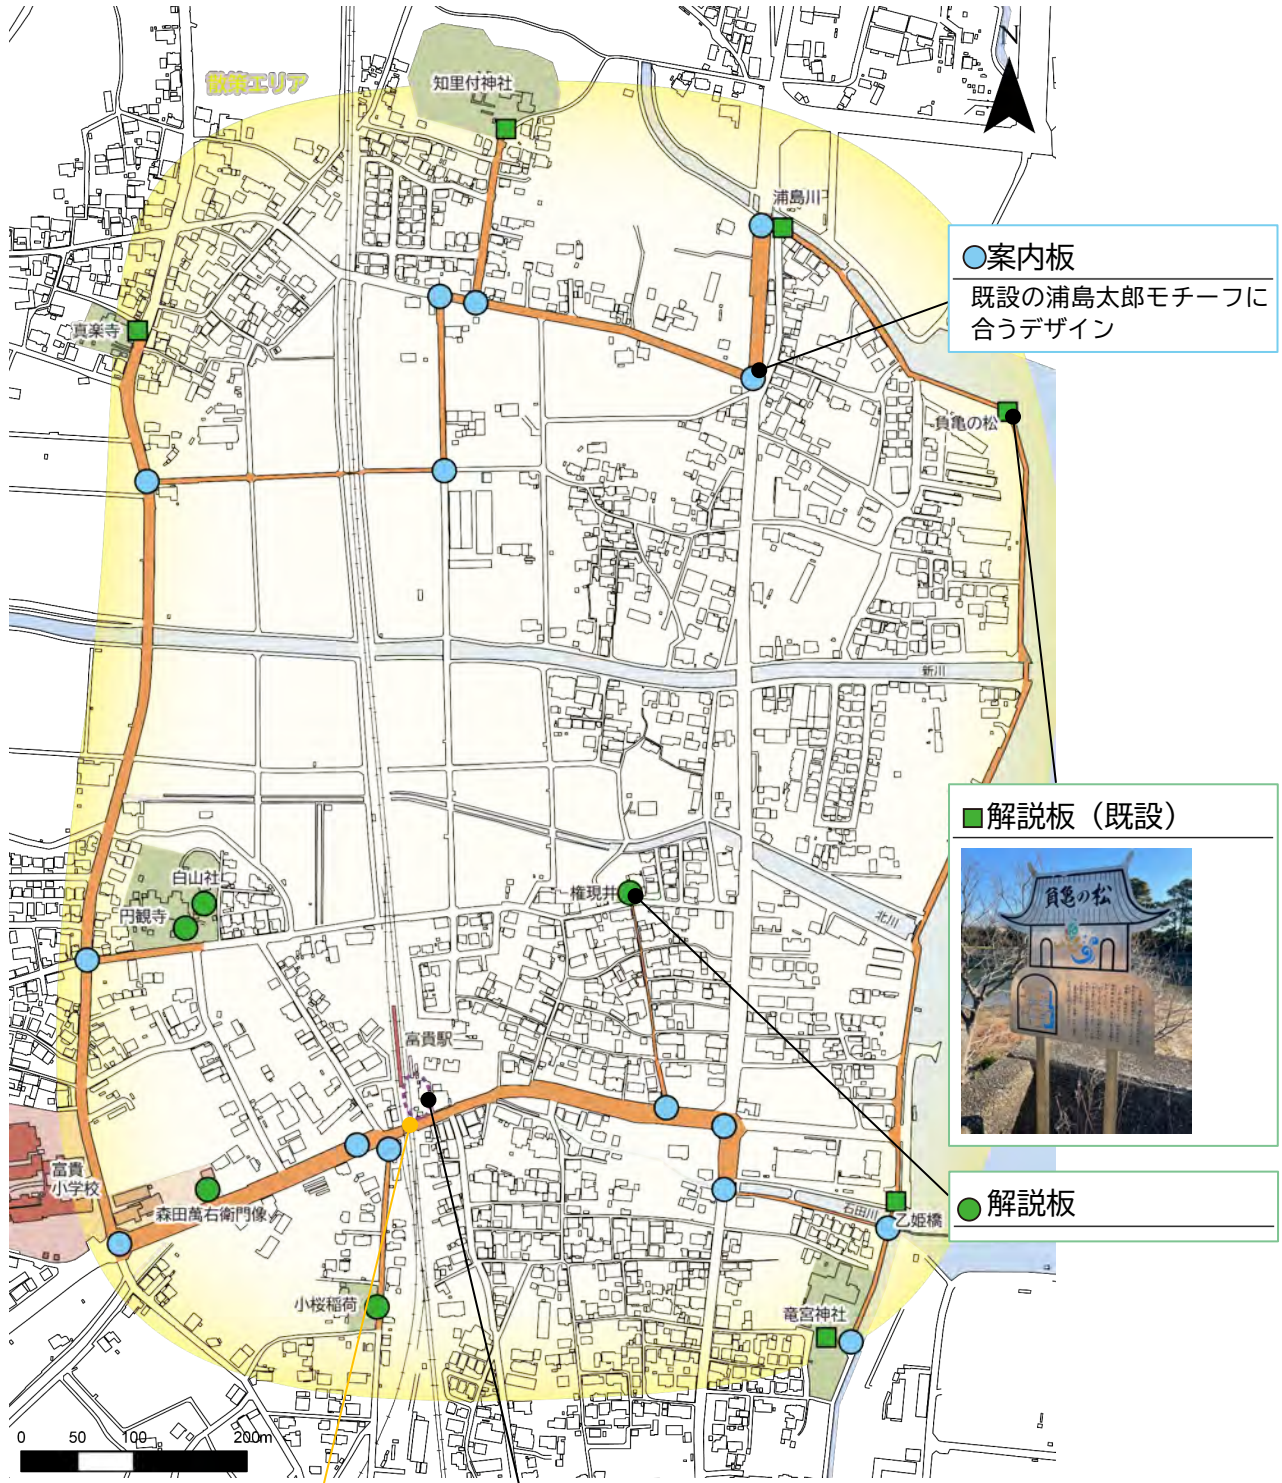 N
知里付神社
散策エリア
浦島川
案内板
既設の浦島太郎モチーフに
合うデザイン
真楽寺
負亀の松
新川
解説板（既設）
負亀の松
白山社
権現井
円観寺
北川
富貴駅
富貴
小学校
石田川
解説板
森田萬右衛門像
乙姫橋
小桜稲荷
竜宮神社
0 50 100 200m